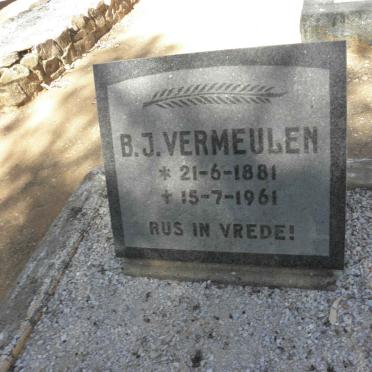 B.J. VERMEULEN
* 21-6-1881
✝ 15-7-1961
RUS IN VREDE!